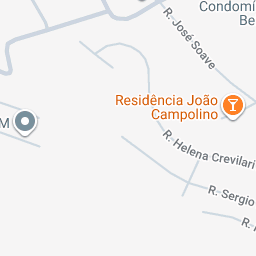 Condomí
Be
R. José Soave
Residência João
Campolino
M
R. Helena Crevilari
R. Sergio
R.